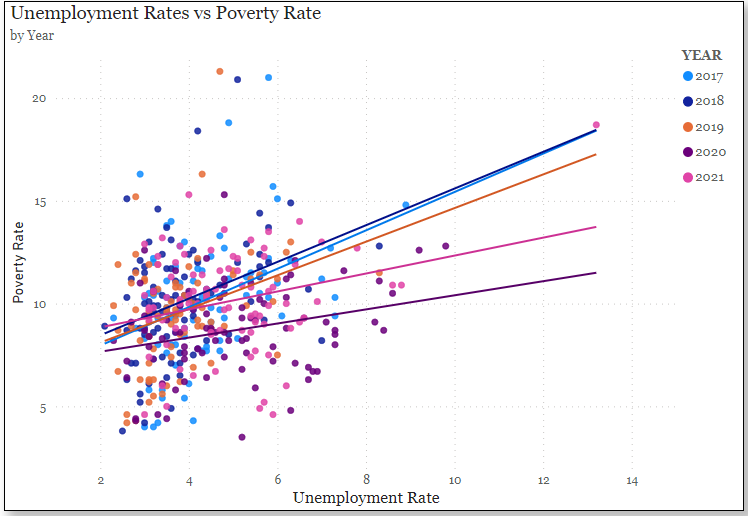 Unemployment Rates vs Poverty Rate
by Year
YEAR
2017
2018
2019
2020
2021
Poverty Rate
20
15
10
5
2 4 6 8 10 12 14
Unemployment Rate